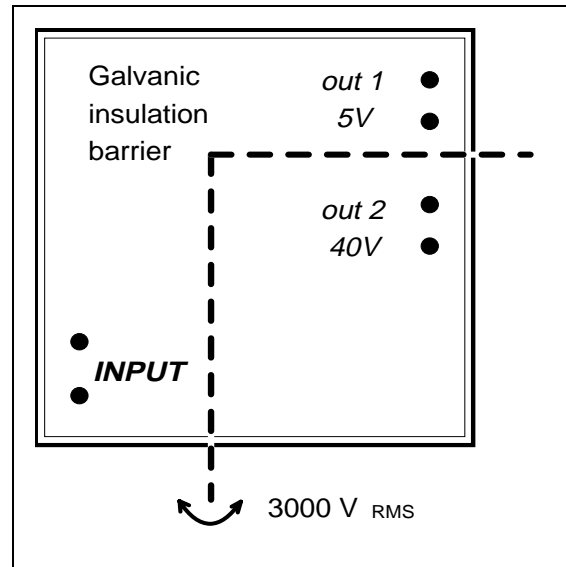 Galvanic
insulation
barrier
out 1
5V
out 2
40V
INPUT
3000 V RMS